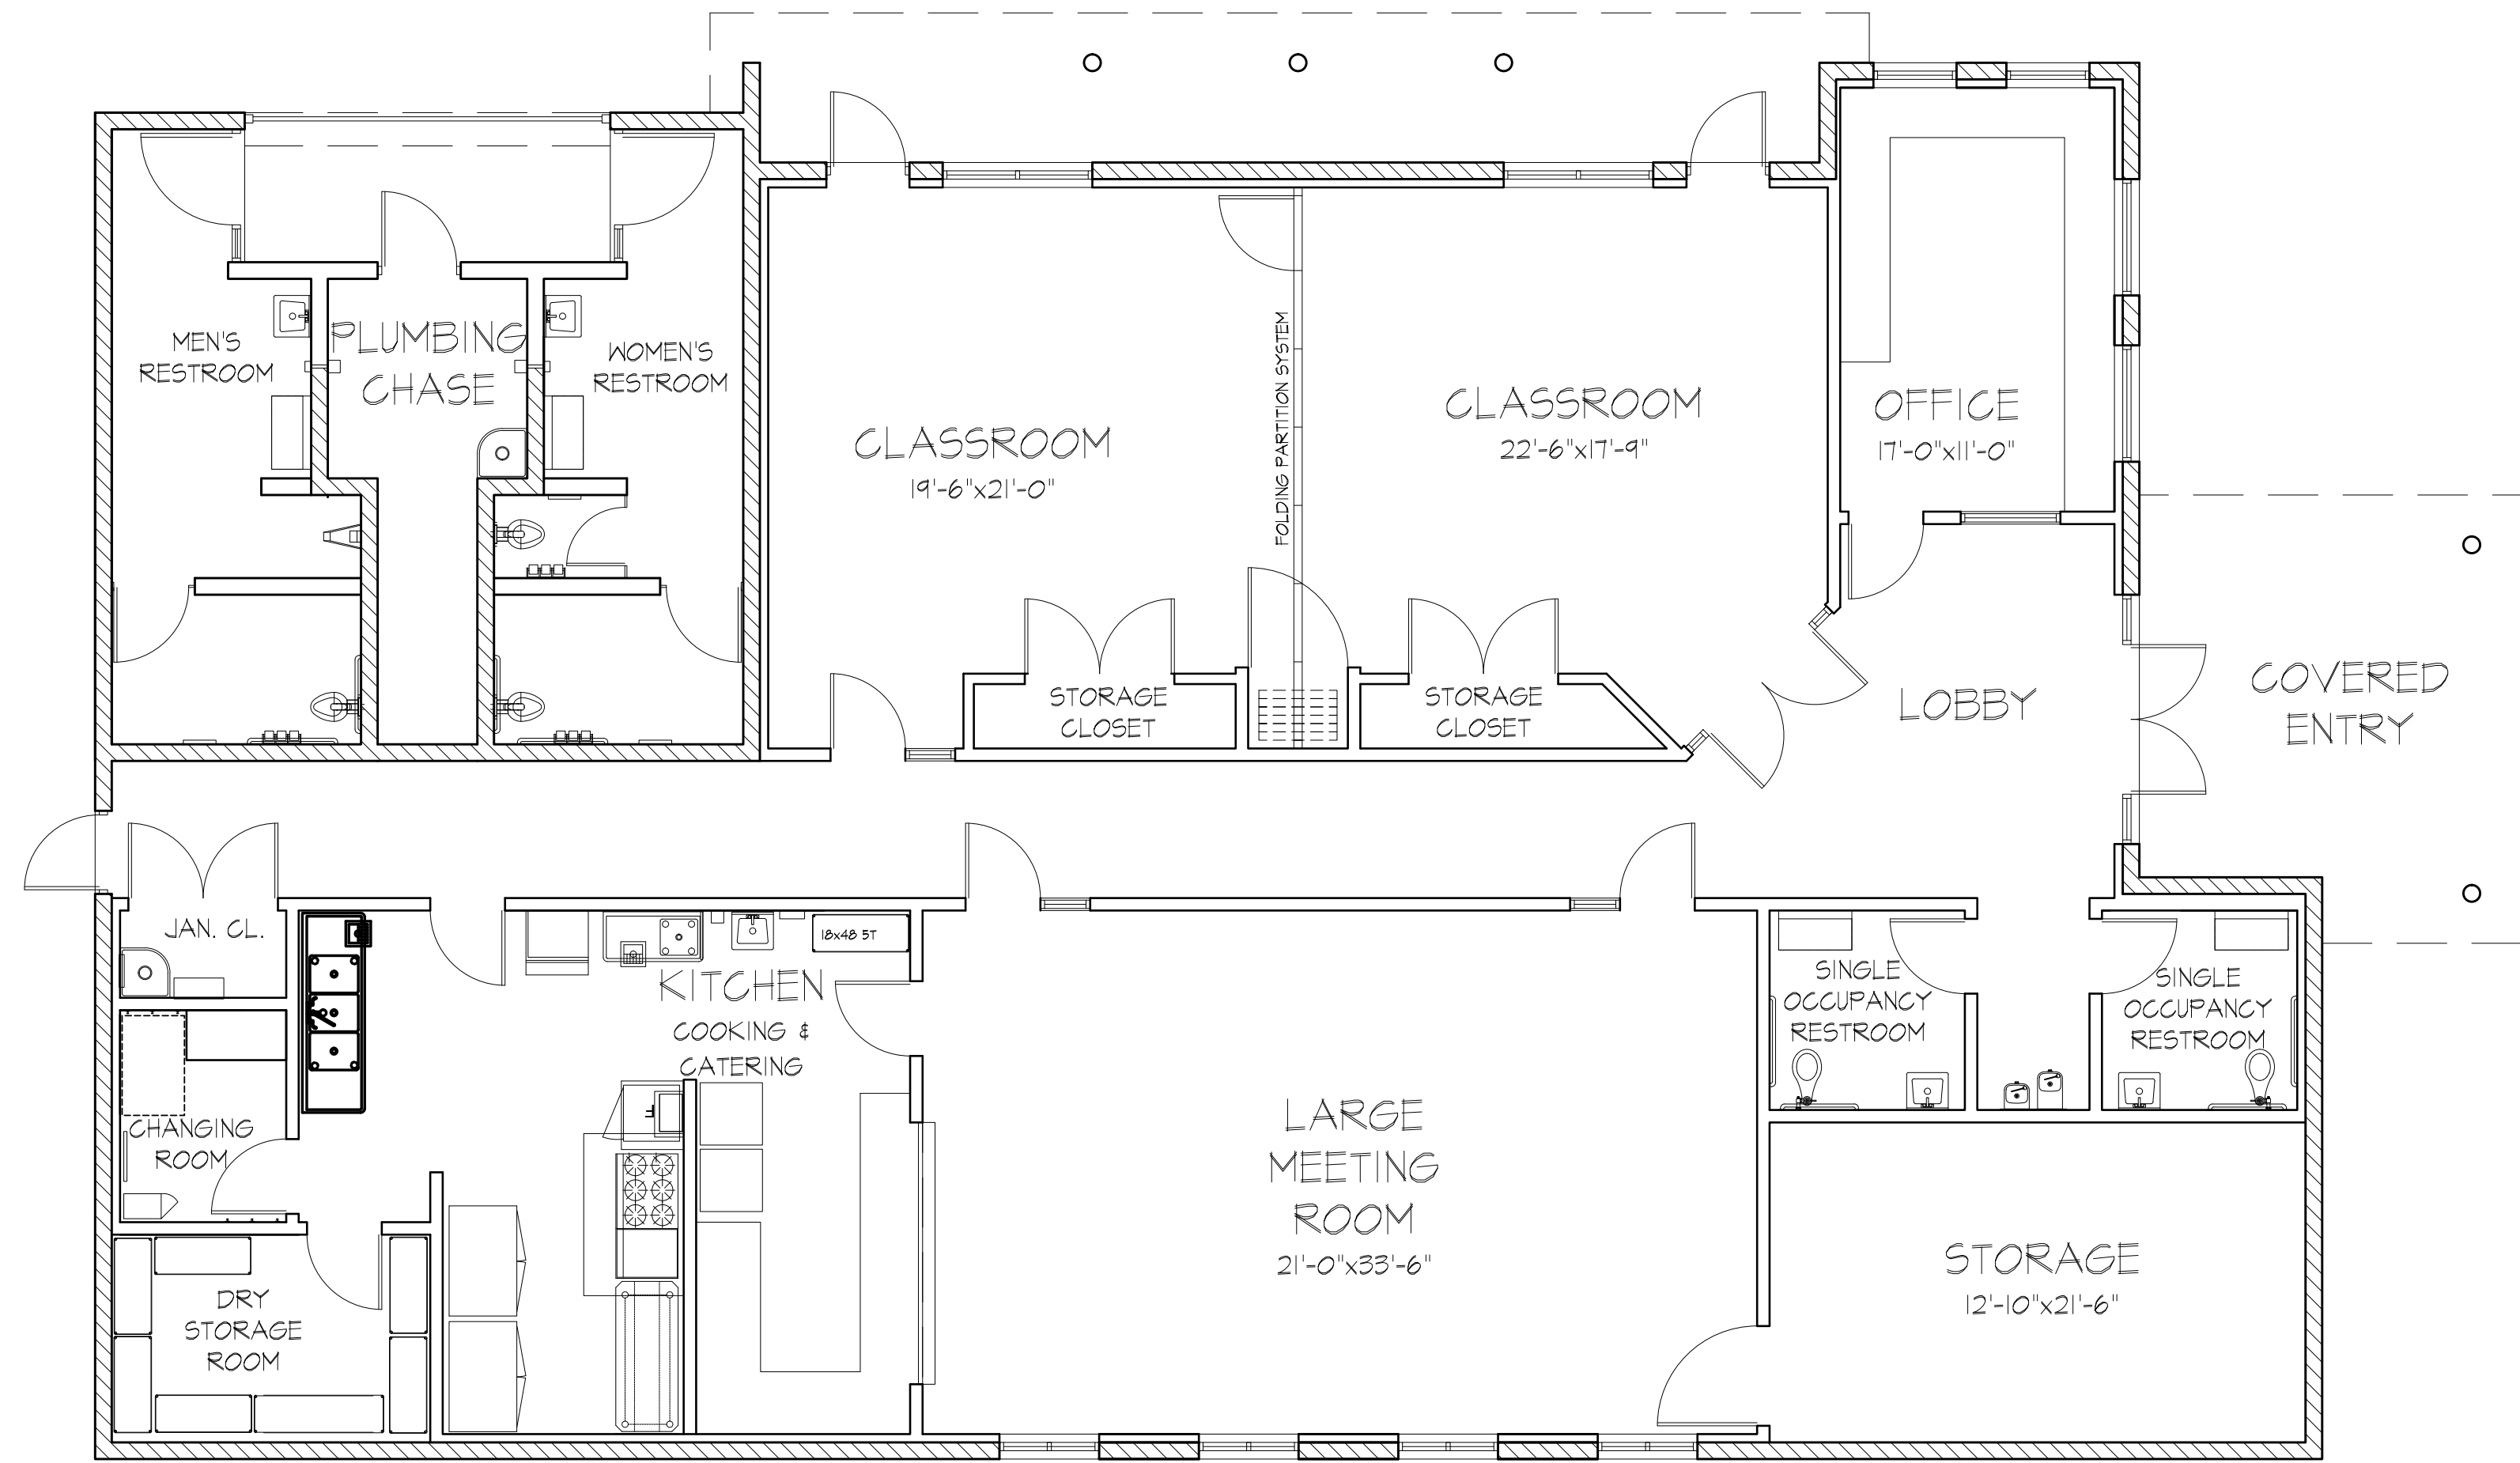 MEN'S
RESTROOM
PLUMBING
CHASE
WOMEN'S
RESTROOM
CLASSROOM
19'-6"x21'-0"
FOLDING PARTITION SYSTEM
CLASSROOM
22'-6"x17'-9"
OFFICE
17'-0"x11'-0"
STORAGE
CLOSET
STORAGE
CLOSET
LOBBY
COVERED
ENTRY
JAN. CL.
18x48 5T
KITCHEN
COOKING &
CATERING
SINGLE
OCCUPANCY
RESTROOM
SINGLE
OCCUPANCY
RESTROOM
CHANGING
ROOM
LARGE
MEETING
ROOM
21'-0"x33'-6"
STORAGE
12'-10"x21'-6"
DRY
STORAGE
ROOM